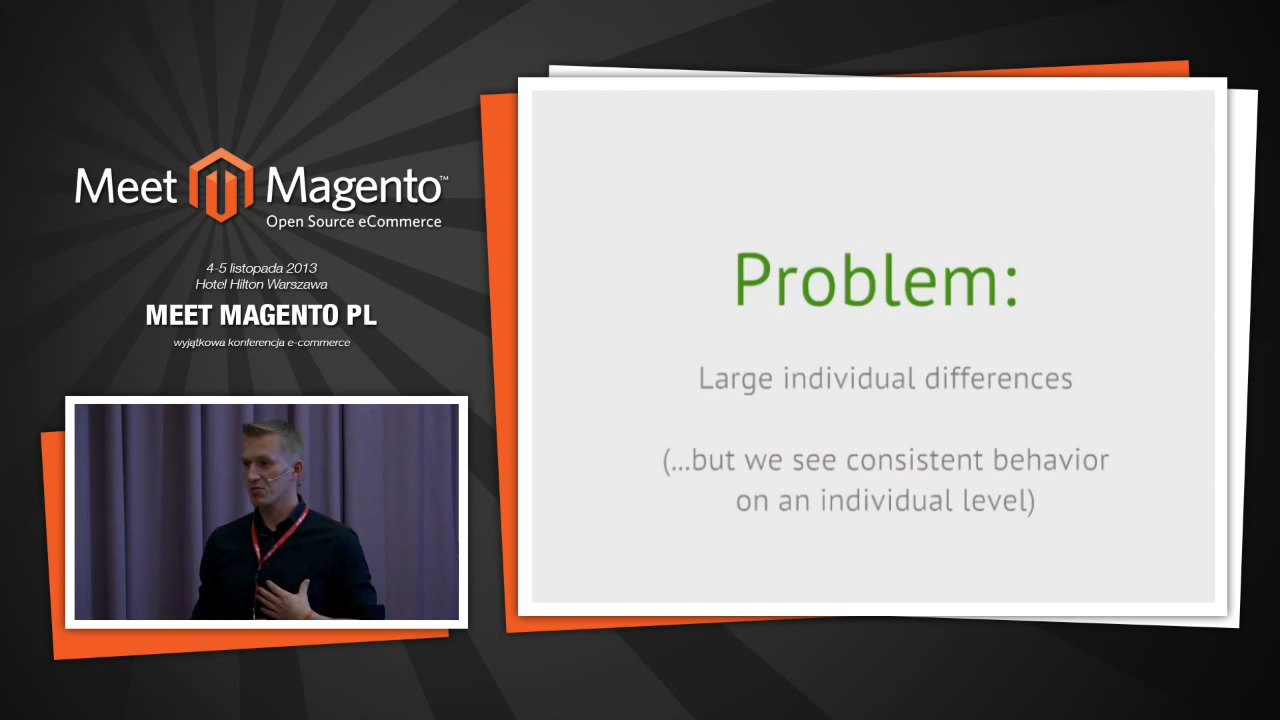 Meet Magento™
Open Source eCommerce
4-5 listopada 2013
Hotel Hilton Warszawa
MEET MAGENTO PL
wyjątkowa konferencja e-commerce
Problem:
Large individual differences
(...but we see consistent behavior
on an individual level)